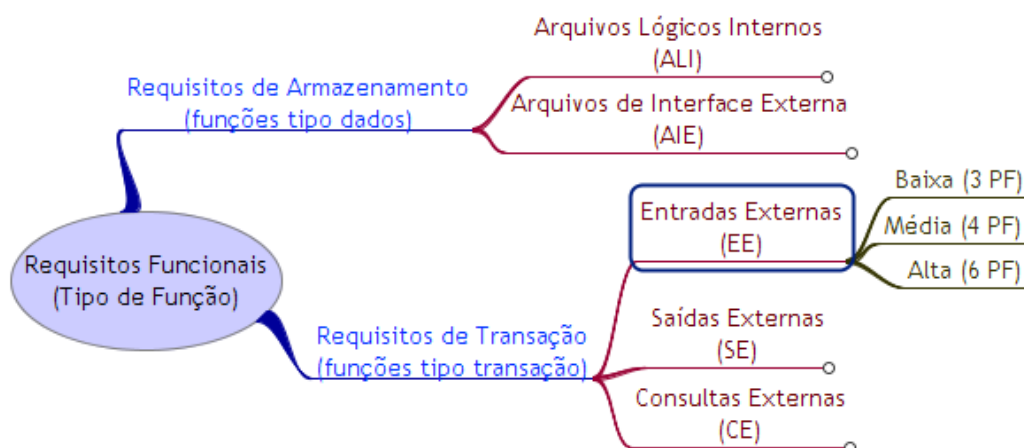 Arquivos Lógicos Internos
(ALI)
Requisitos de Armazenamento
(funções tipo dados)
Arquivos de Interface Externa
(AIE)
Baixa (3 PF)
Entradas Externas
(EE)
Média (4 PF)
Alta (6 PF)
Requisitos Funcionais
(Tipo de Função)
Saídas Externas
(SE)
Requisitos de Transação
(funções tipo transação)
Consultas Externas
(CE)